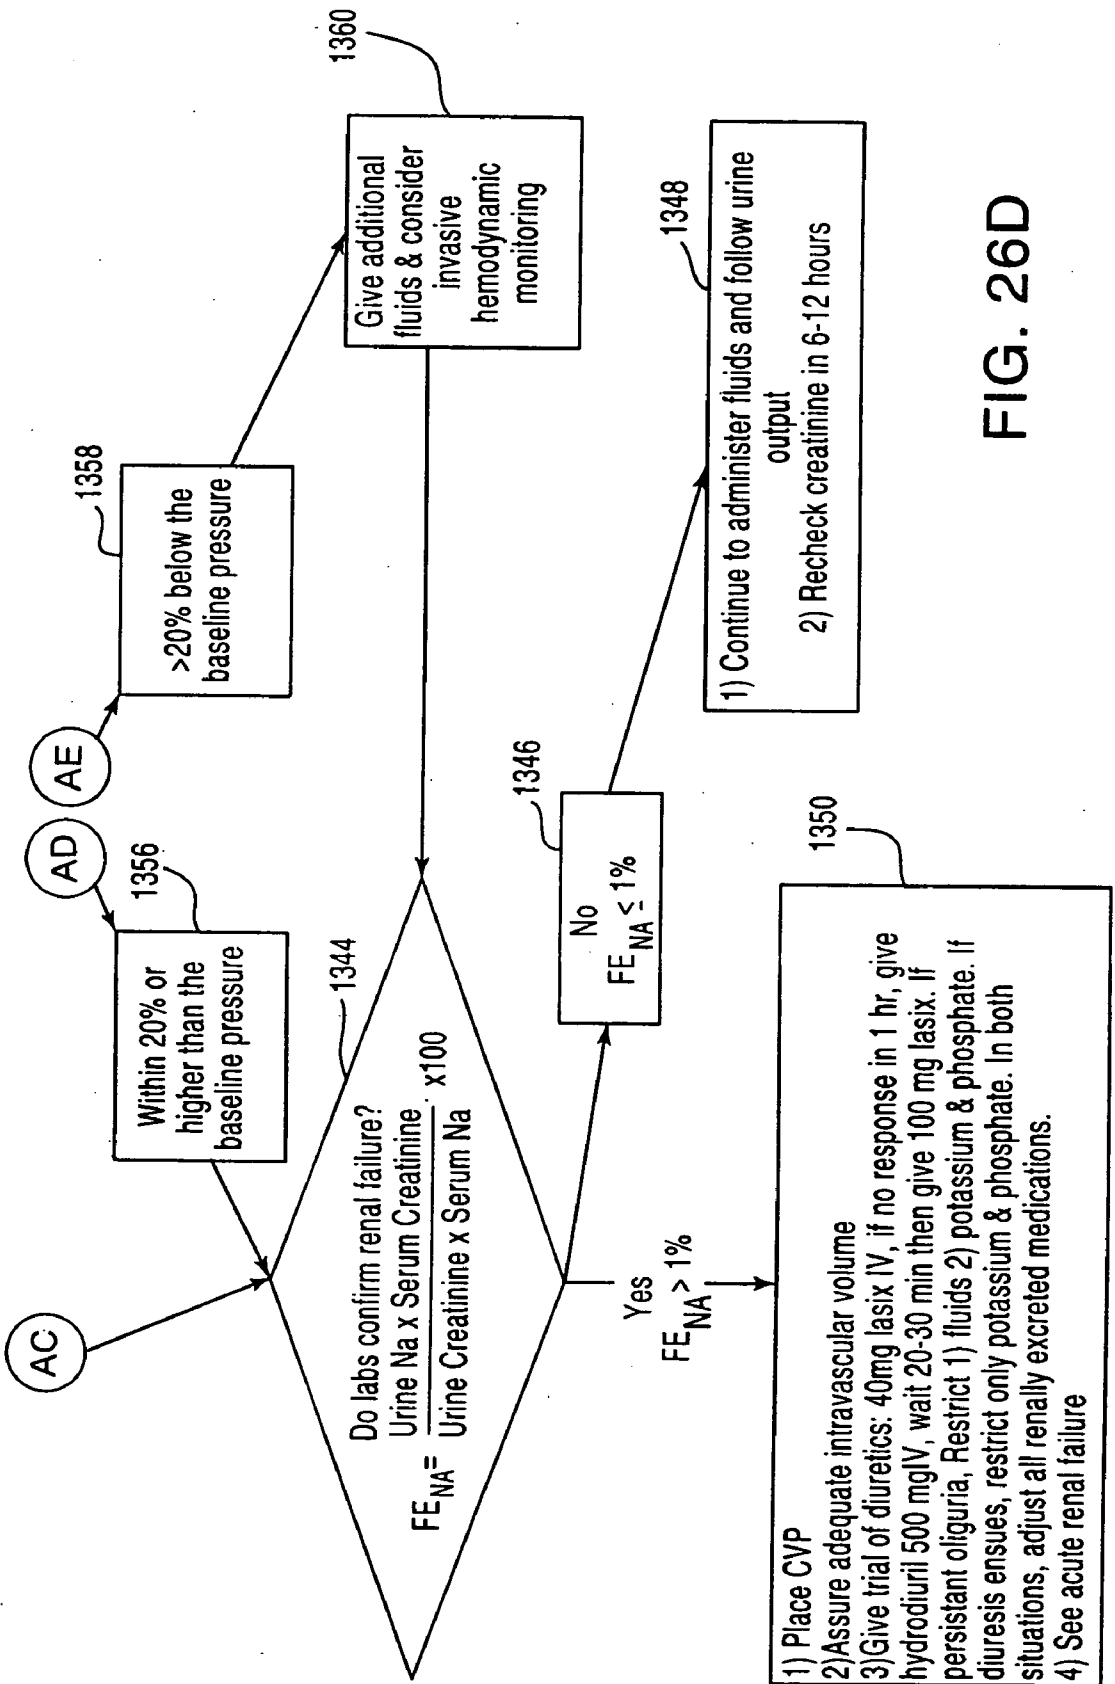 AC
AD
AE
1356
Within 20% or
higher than the
baseline pressure
1358
>20% below the
baseline pressure
1360
Give additional
fluids & consider
invasive
hemodynamic
monitoring
1344
Do labs confirm renal failure?
FE NA = Urine Na x Serum Creatinine x100
Urine Creatinine x Serum Na
1346
No
FE NA ≤ 1%
1348
1) Continue to administer fluids and follow urine
output
2) Recheck creatinine in 6-12 hours
Yes
FE NA > 1%
1350
1) Place CVP
2)Assure adequate intravascular volume
3)Give trial of diuretics: 40mg lasix IV, if no response in 1 hr, give
hydrodiuril 500 mgIV, wait 20-30 min then give 100 mg lasix. If
persistant oliguria, Restrict 1) fluids 2) potassium & phosphate. If
diuresis ensues, restrict only potassium & phosphate. In both
situations, adjust all renally excreted medications.
4) See acute renal failure
FIG. 26D